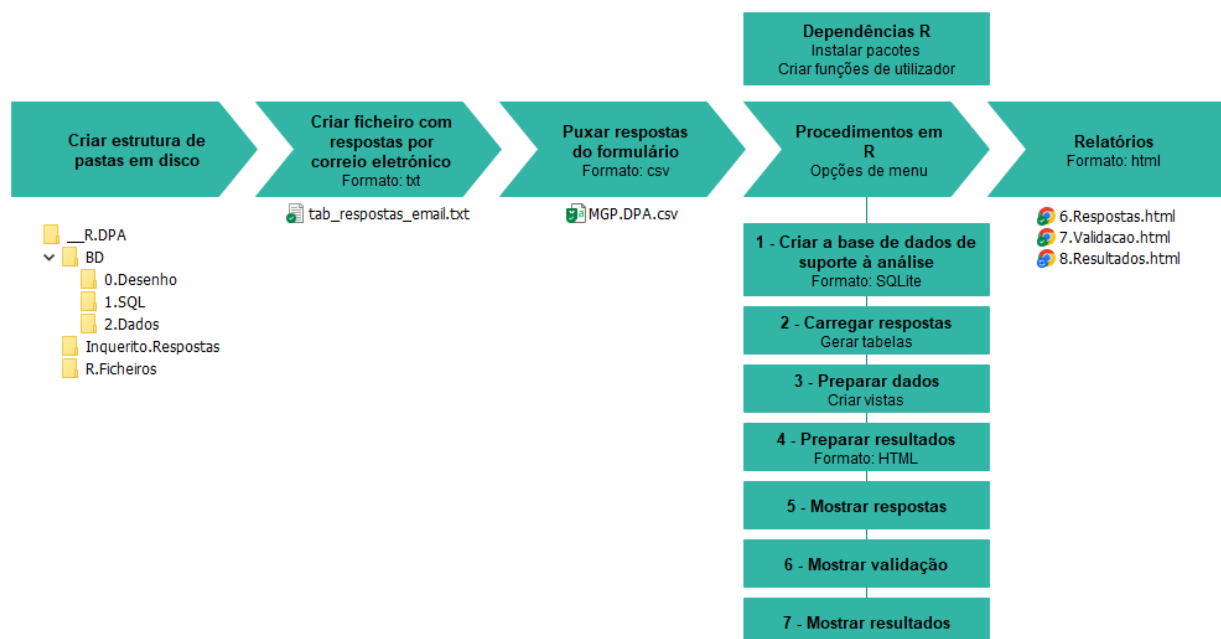 Dependências R
Instalar pacotes
Criar funções de utilizador
Criar estrutura de
pastas em disco
Criar ficheiro com
respostas por
correio eletrónico
Formato: txt
Puxar respostas
do formulário
Formato: csv
Procedimentos em
R
Opções de menu
Relatórios
Formato: html
__R.DPA
BD
0.Desenho
1.SQL
2.Dados
Inquerito.Respostas
R.Ficheiros
tab_respostas_email.txt
MGP.DPA.csv
1 - Criar a base de dados de
suporte à análise
Formato: SQLite
2 - Carregar respostas
Gerar tabelas
3 - Preparar dados
Criar vistas
4 - Preparar resultados
Formato: HTML
5 - Mostrar respostas
6 - Mostrar validação
7 - Mostrar resultados
6.Respostas.html
7.Validacao.html
8.Resultados.html